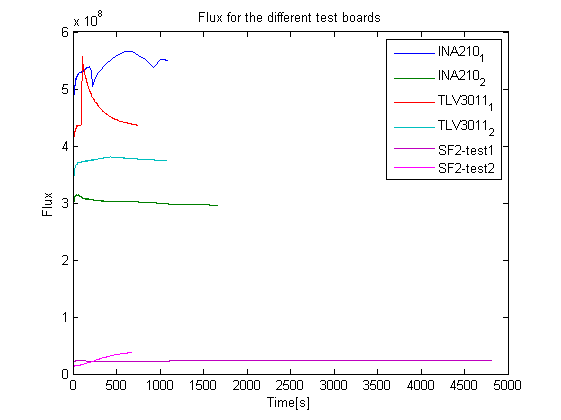 Flux for the different test boards
x 10^8
6
5
4
3
2
1
0
Flux
0 500 1000 1500 2000 2500 3000 3500 4000 4500 5000
Time[s]
INA210_1
INA210_2
TLV3011_1
TLV3011_2
SF2-test1
SF2-test2